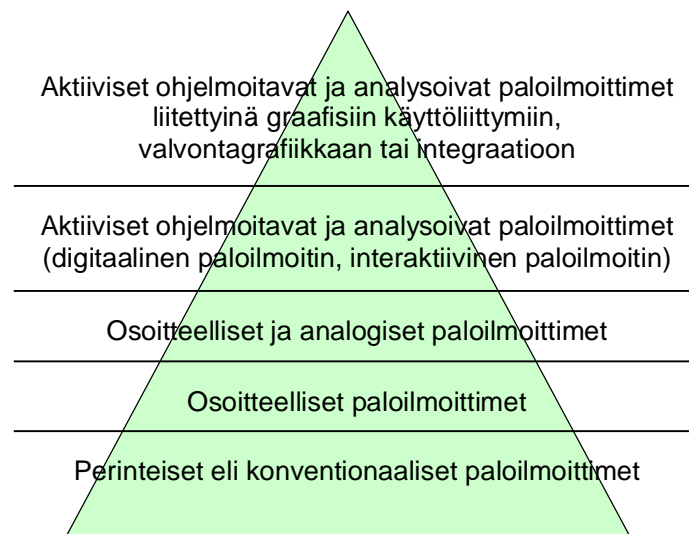 Aktiiviset ohjelmoitavat ja analysoivat paloilmoittimet
liitettyinä graafisiin käyttöliittymiin,
valvontagrafiikkaan tai integraatioon
Aktiiviset ohjelmoitavat ja analysoivat paloilmoittimet
(digitaalinen paloilmoitin, interaktiivinen paloilmoitin)
Osoitteelliset ja analogiset paloilmoittimet
Osoitteelliset paloilmoittimet
Perinteiset eli konventionaaliset paloilmoittimet